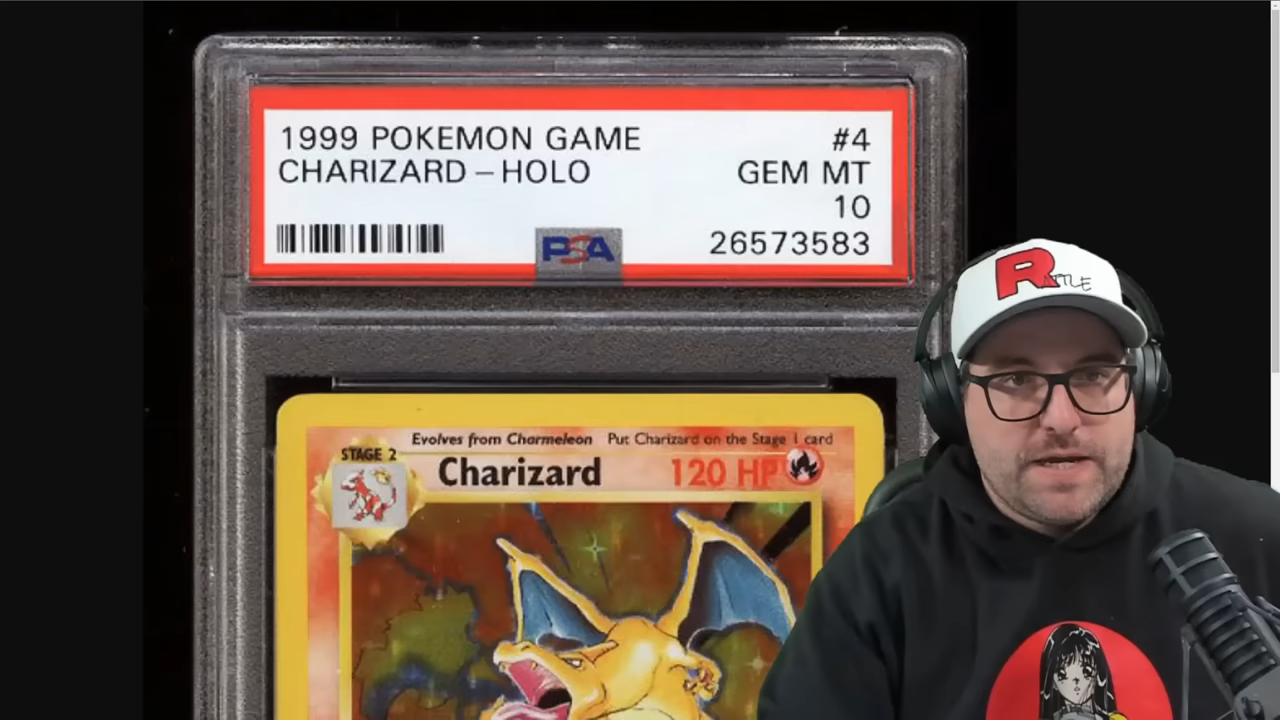 1999 POKEMON GAME #4
CHARIZARD – HOLO GEM MT
10
PSA 26573583
Evolves from Charmeleon Put Charizard on the Stage 1 card
STAGE 2
Charizard 120 HP
R